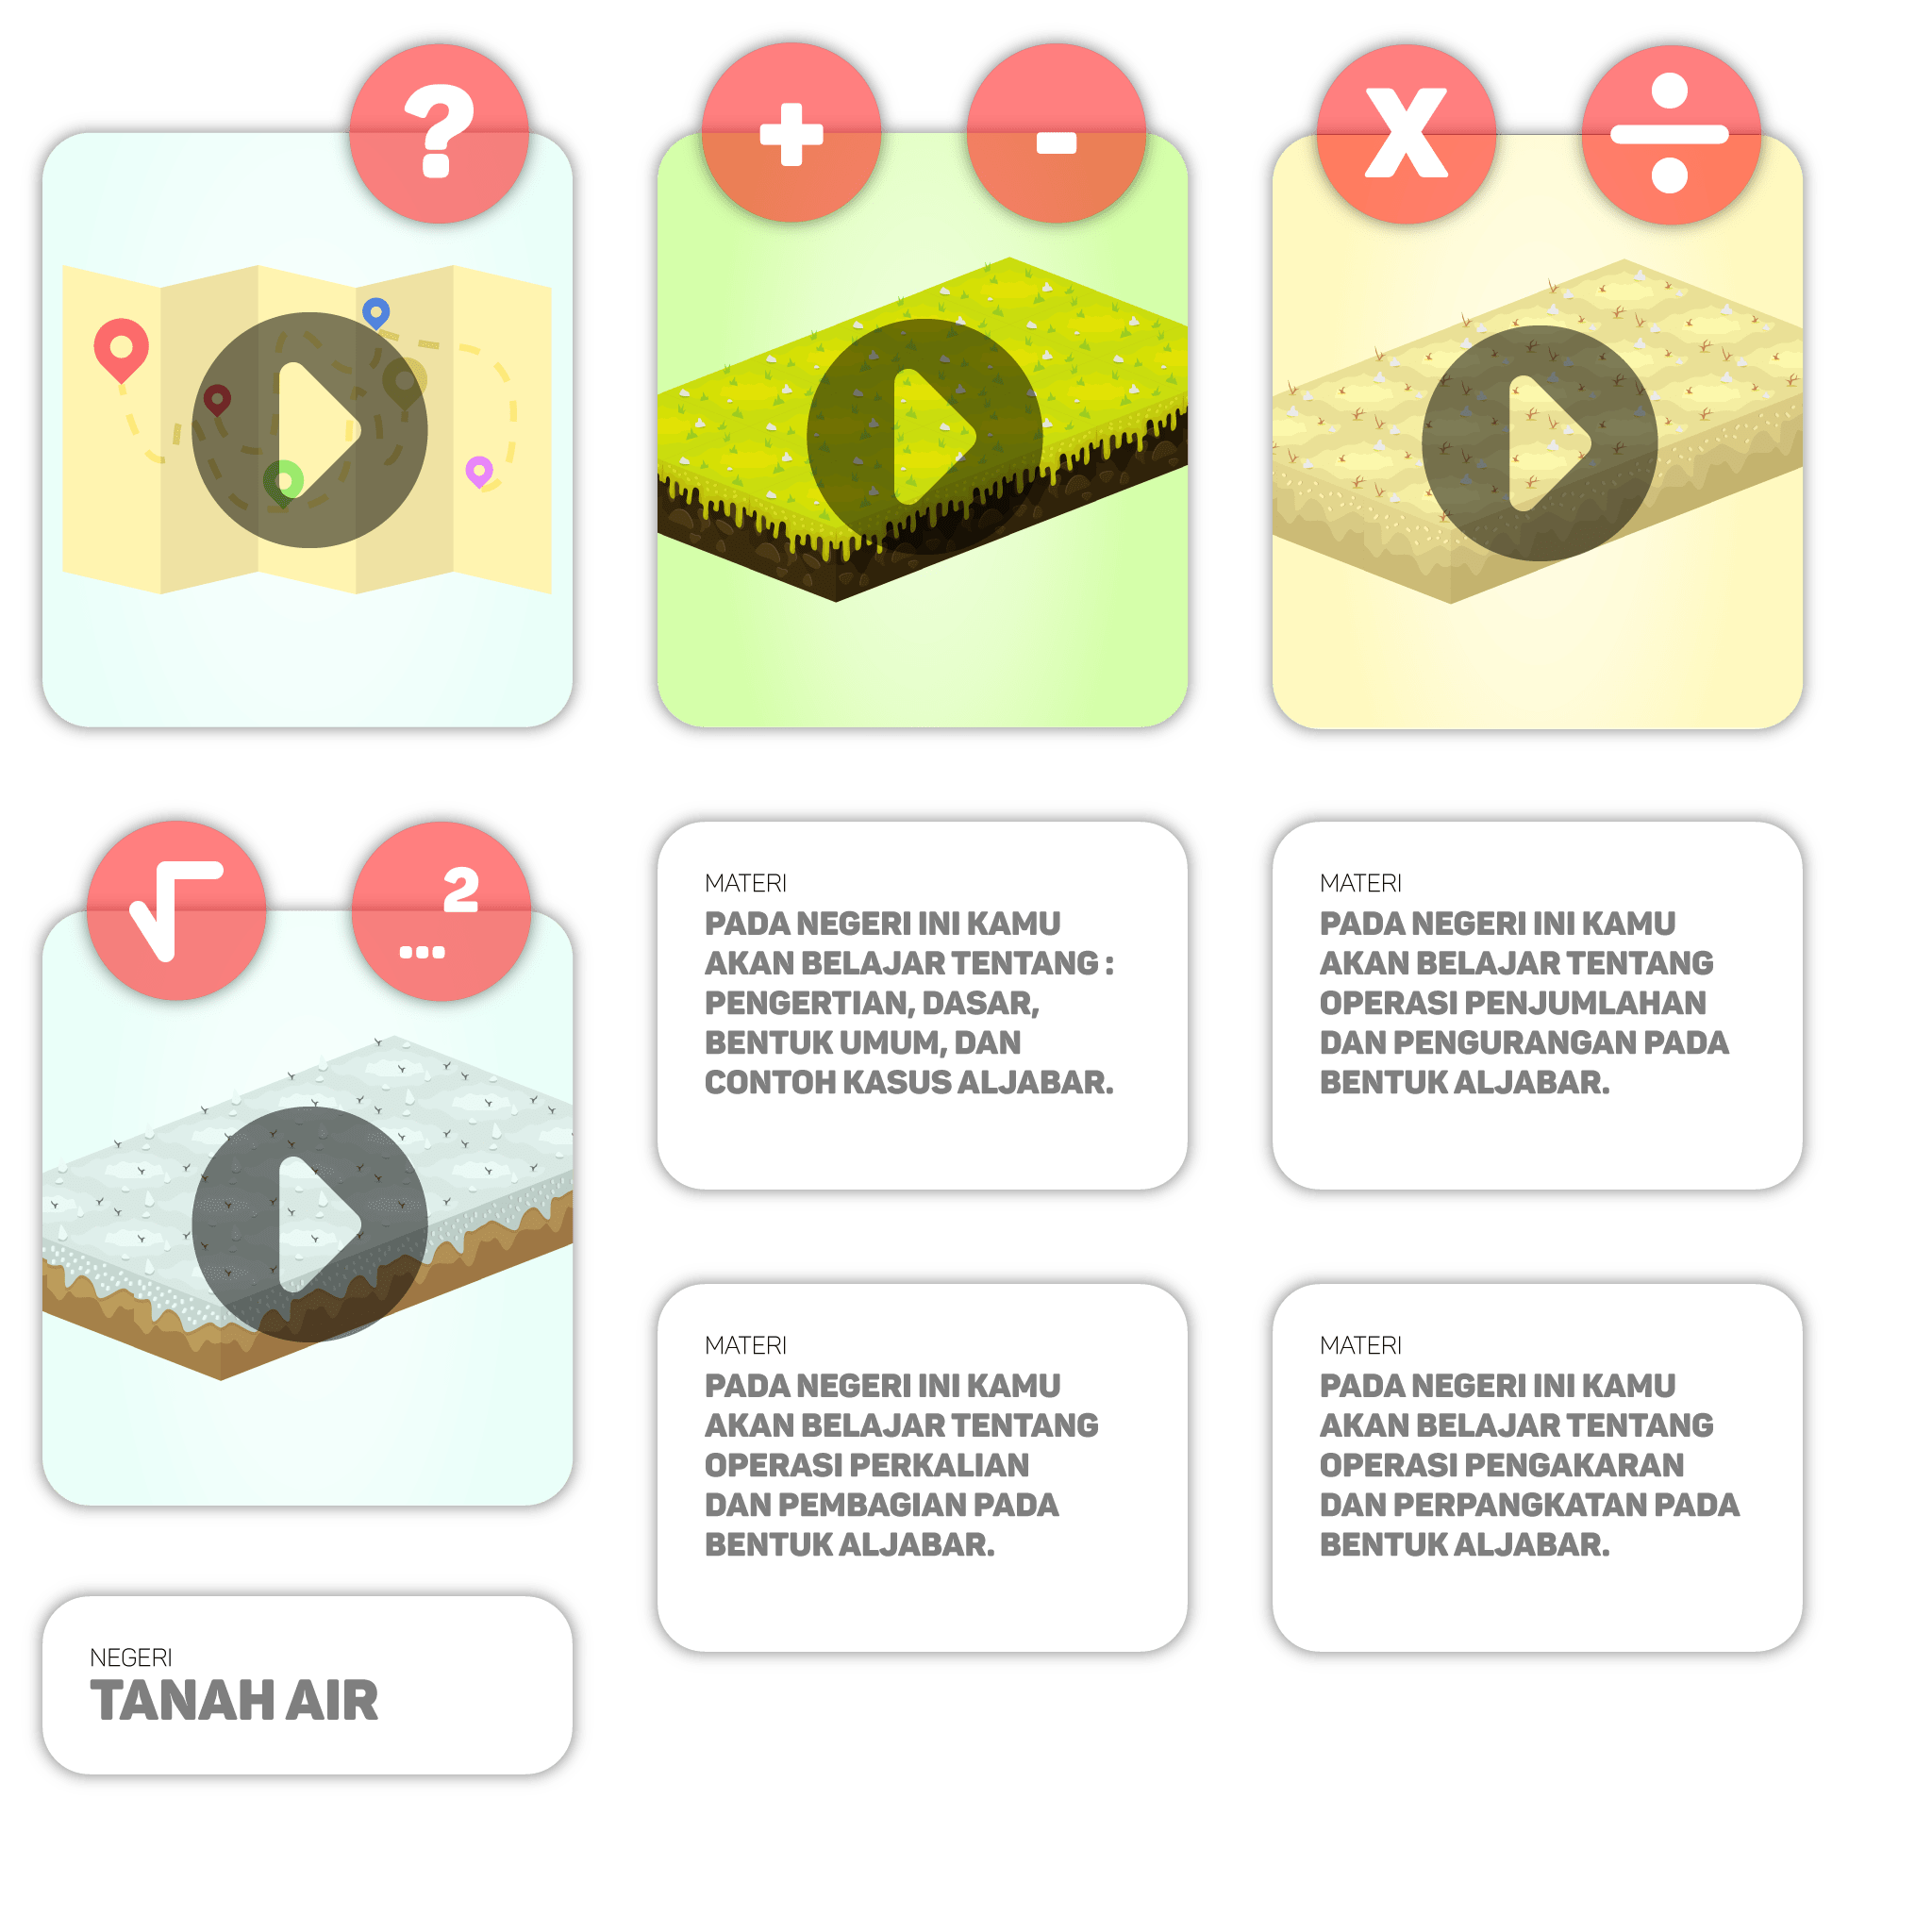 ?
+ -
X ÷
√ ...²
MATERI
PADA NEGERI INI KAMU
AKAN BELAJAR TENTANG :
PENGERTIAN, DASAR,
BENTUK UMUM, DAN
CONTOH KASUS ALJABAR.
MATERI
PADA NEGERI INI KAMU
AKAN BELAJAR TENTANG
OPERASI PENJUMLAHAN
DAN PENGURANGAN PADA
BENTUK ALJABAR.
MATERI
PADA NEGERI INI KAMU
AKAN BELAJAR TENTANG
OPERASI PERKALIAN
DAN PEMBAGIAN PADA
BENTUK ALJABAR.
MATERI
PADA NEGERI INI KAMU
AKAN BELAJAR TENTANG
OPERASI PENGAKARAN
DAN PERPANGKATAN PADA
BENTUK ALJABAR.
NEGERI
TANAH AIR